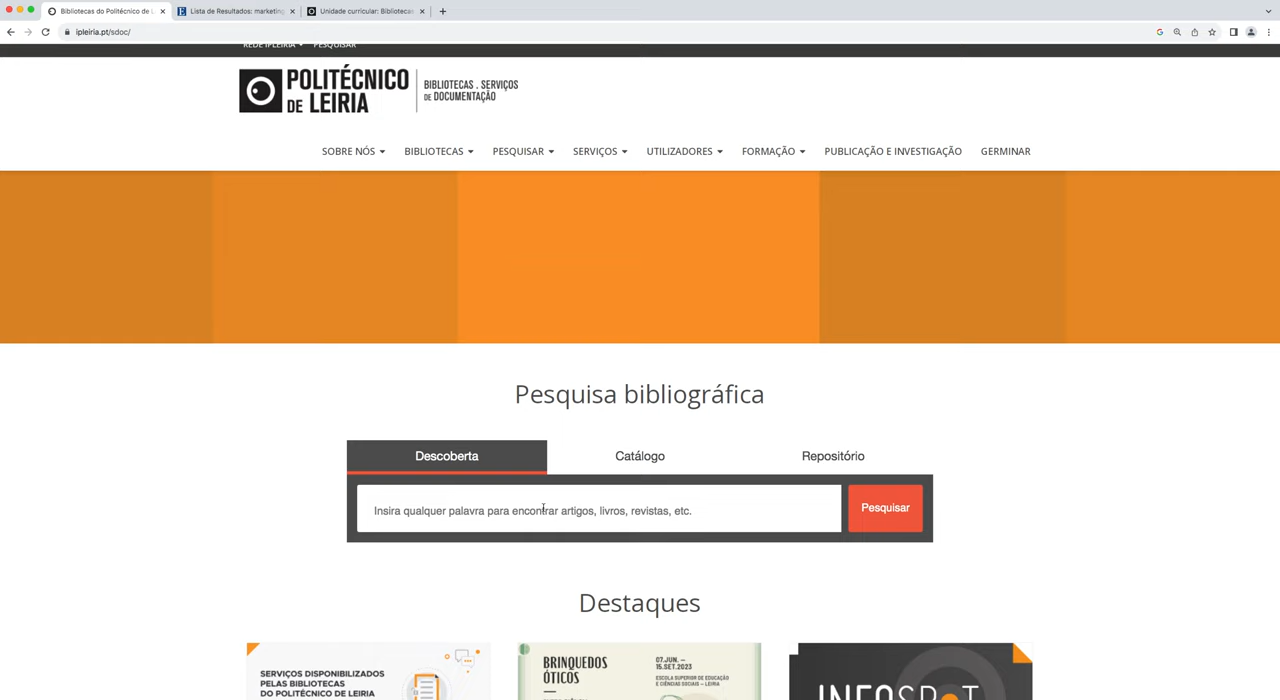 Bibliotecas do Politécnico de L
Lista de Resultados: marketing
Unidade curricular: Bibliotecas
ipleiria.pt/sdoc/
REDE IPLEIRIA
PESQUISAR
POLITÉCNICO
DE LEIRIA
BIBLIOTECAS . SERVIÇOS
DE DOCUMENTAÇÃO
SOBRE NÓS BIBLIOTECAS PESQUISAR SERVIÇOS UTILIZADORES FORMAÇÃO PUBLICAÇÃO E INVESTIGAÇÃO GERMINAR
Pesquisa bibliográfica
Descoberta Catálogo Repositório
Insira qualquer palavra para encontrar artigos, livros, revistas, etc.
Pesquisar
Destaques
SERVIÇOS DISPONIBILIZADOS
PELAS BIBLIOTECAS
DO POLITÉCNICO DE LEIRIA
BRINQUEDOS
ÓTICOS
07.JUN. —
15.SET.2023
ESCOLA SUPERIOR DE EDUCAÇÃO
E CIÊNCIAS SOCIAIS — LEIRIA
INFOSPOT